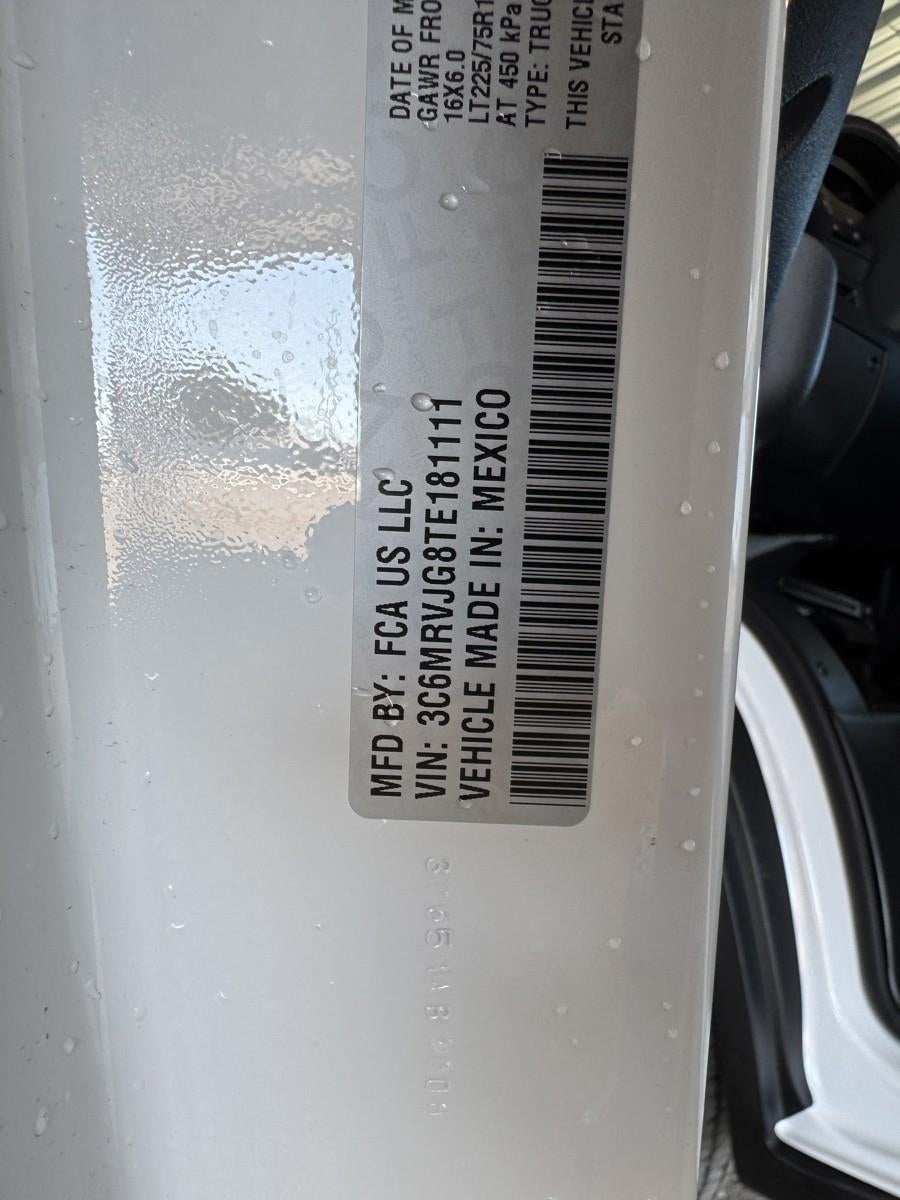 MFD BY: FCA US LLC
VIN: 3C6MRVJG8TE181111
VEHICLE MADE IN: MEXICO
DATE OF M
GAWR FRO
16X6.0
LT225/75R1
AT 450 kPa
TYPE: TRUC
THIS VEHICL
STA